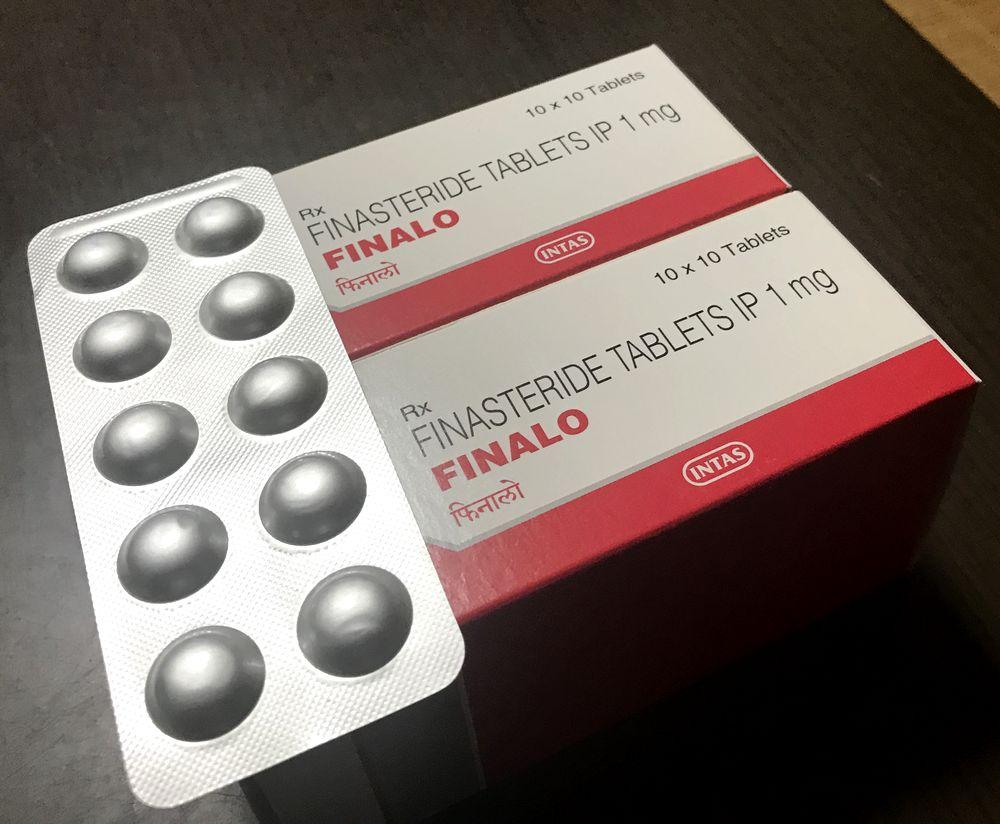 10 x 10 Tablets
Rx
FINASTERIDE TABLETS IP 1 mg
FINALO
फिनालो
INTAS
10 x 10 Tablets
Rx
FINASTERIDE TABLETS IP 1 mg
FINALO
फिनालो
INTAS